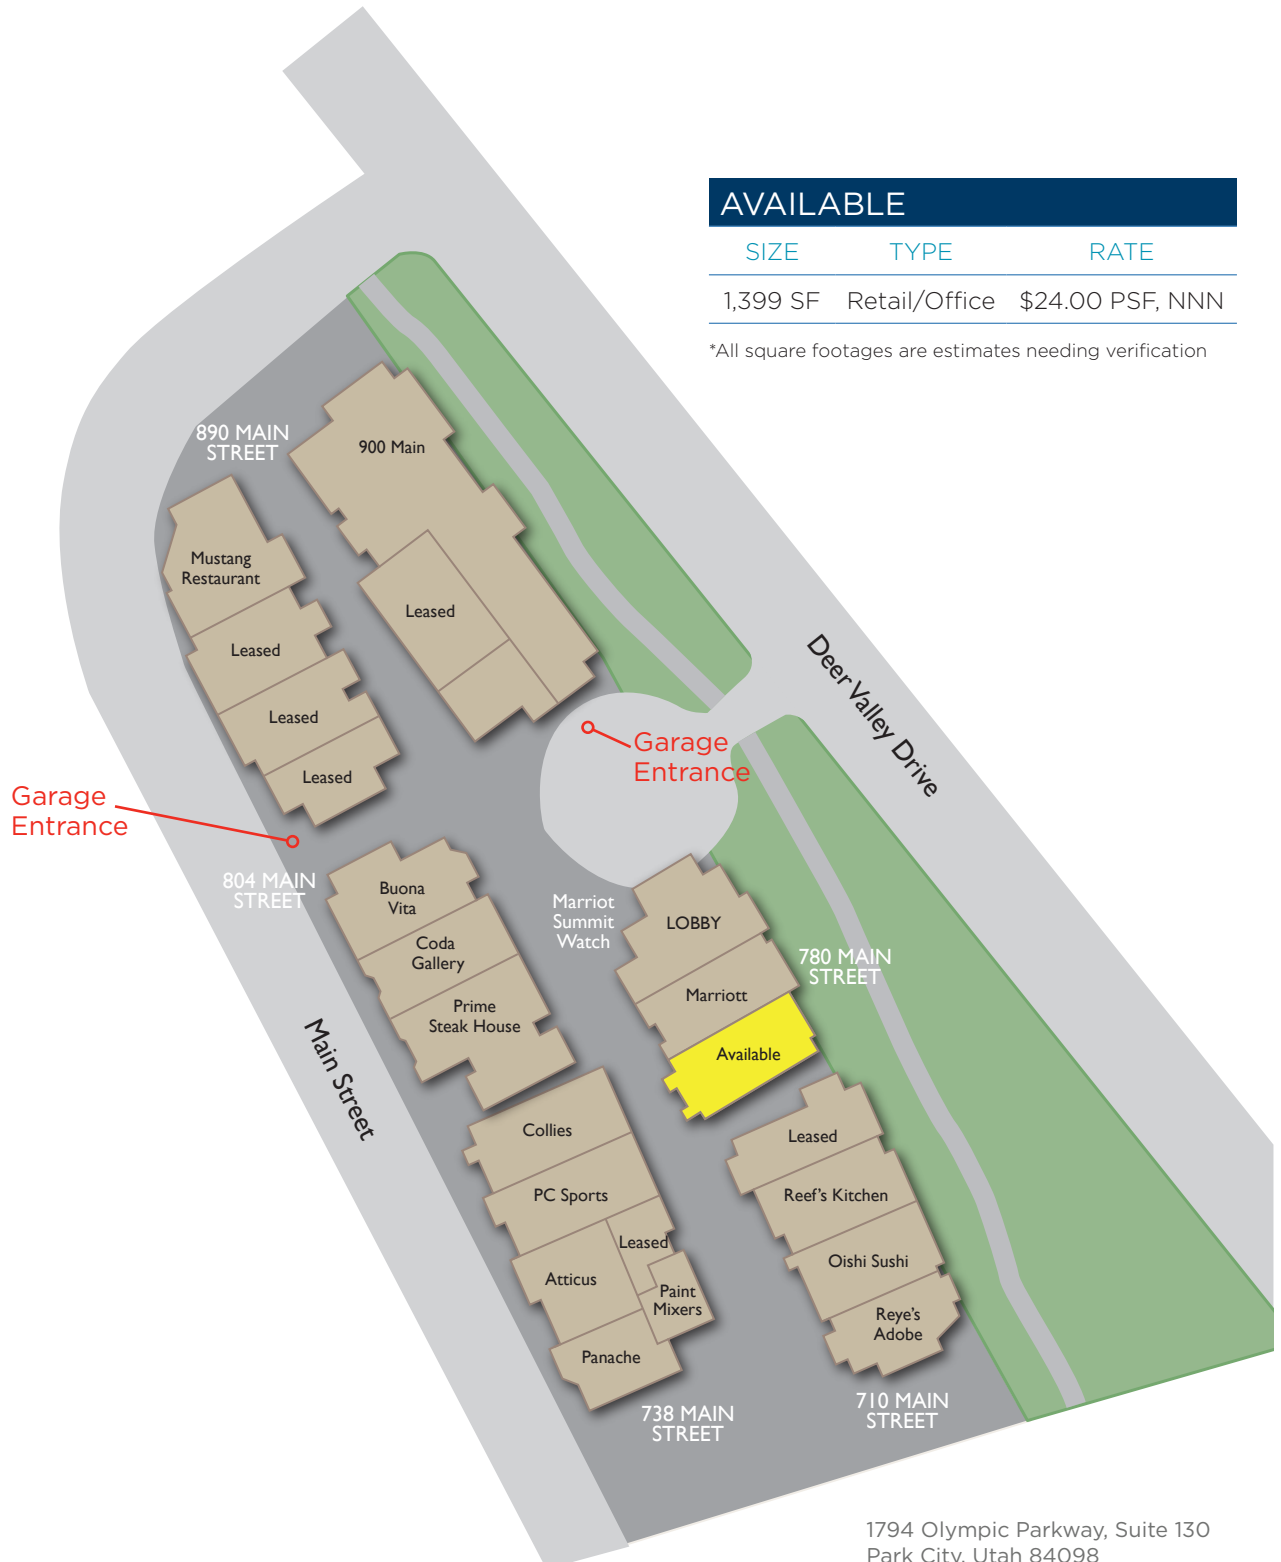 AVAILABLE
SIZE TYPE RATE
1,399 SF Retail/Office $24.00 PSF, NNN
*All square footages are estimates needing verification
890 MAIN
STREET
900 Main
Mustang
Restaurant
Leased
Leased
Leased
Leased
Deer Valley Drive
Garage
Entrance
Garage
Entrance
804 MAIN
STREET
Buona
Vita
Coda
Gallery
Prime
Steak House
Marriot
Summit
Watch
LOBBY
Marriott
Available
780 MAIN
STREET
Main Street
Collies
PC Sports
Leased
Atticus
Paint
Mixers
Panache
Leased
Reef's Kitchen
Oishi Sushi
Reye's
Adobe
738 MAIN
STREET
710 MAIN
STREET
1794 Olympic Parkway, Suite 130
Park City, Utah 84098